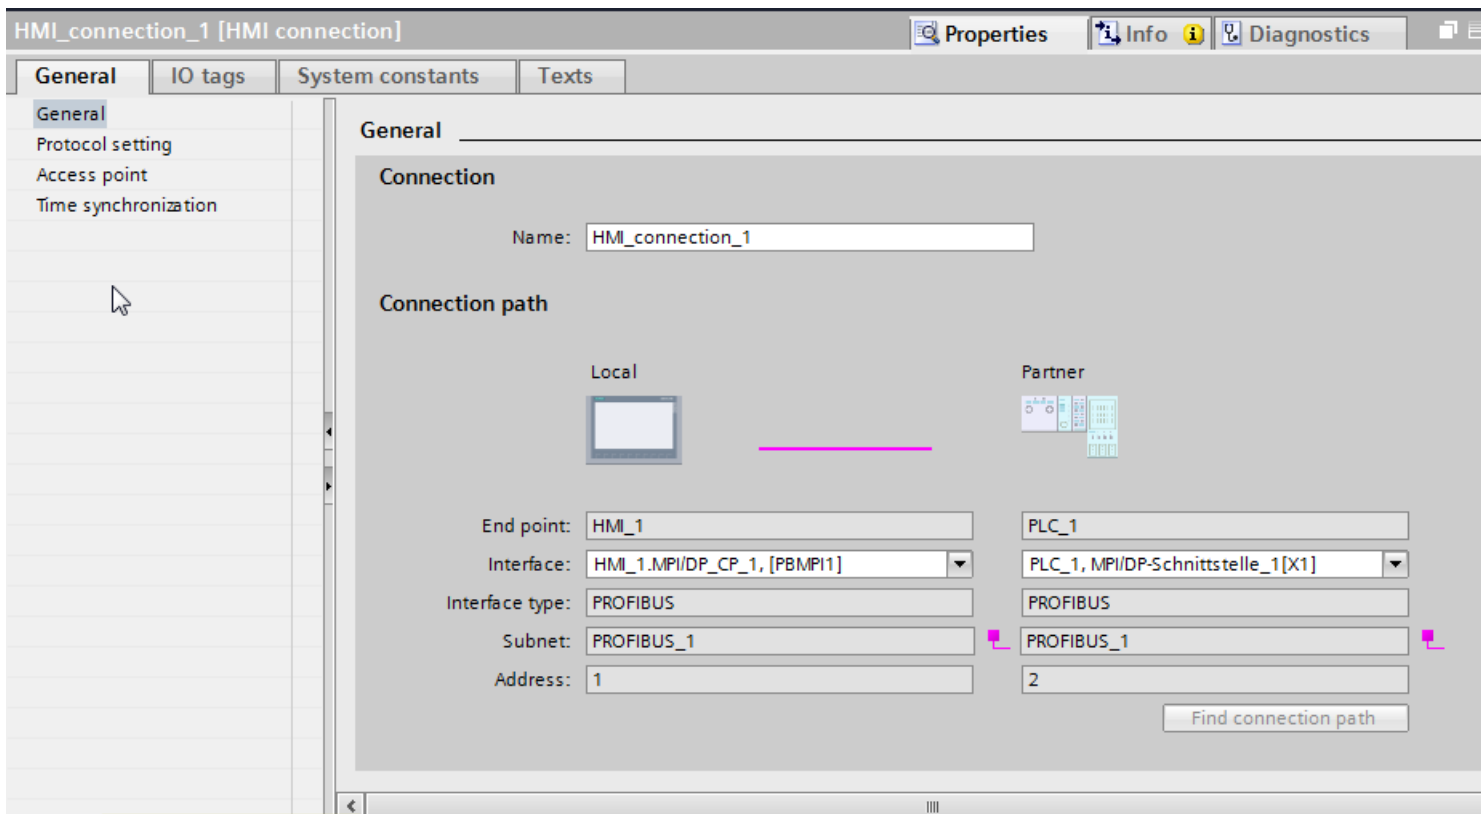 HMI_connection_1 [HMI connection]
Properties
Info
Diagnostics
General
IO tags
System constants
Texts
General
Protocol setting
Access point
Time synchronization
General
Connection
Name: HMI_connection_1
Connection path
Local
Partner
End point: HMI_1 PLC_1
Interface: HMI_1.MPI/DP_CP_1, [PBMPI1] PLC_1, MPI/DP-Schnittstelle_1[X1]
Interface type: PROFIBUS PROFIBUS
Subnet: PROFIBUS_1 PROFIBUS_1
Address: 1 2
Find connection path